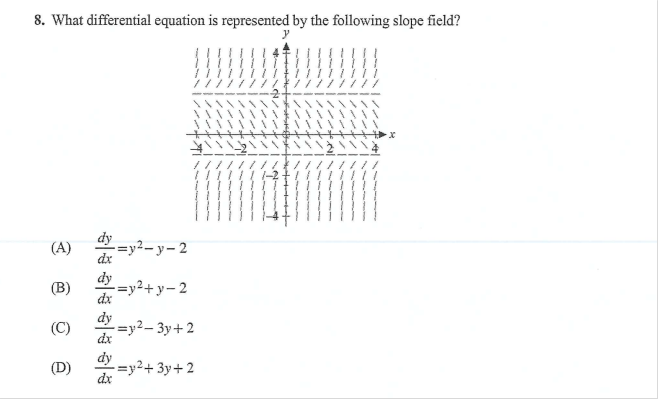 8. What differential equation is represented by the following slope field?
y
4
2
x
-4 -2 2 4
-2
-4
(A) dy/dx = y² – y – 2
(B) dy/dx = y² + y – 2
(C) dy/dx = y² – 3y + 2
(D) dy/dx = y² + 3y + 2